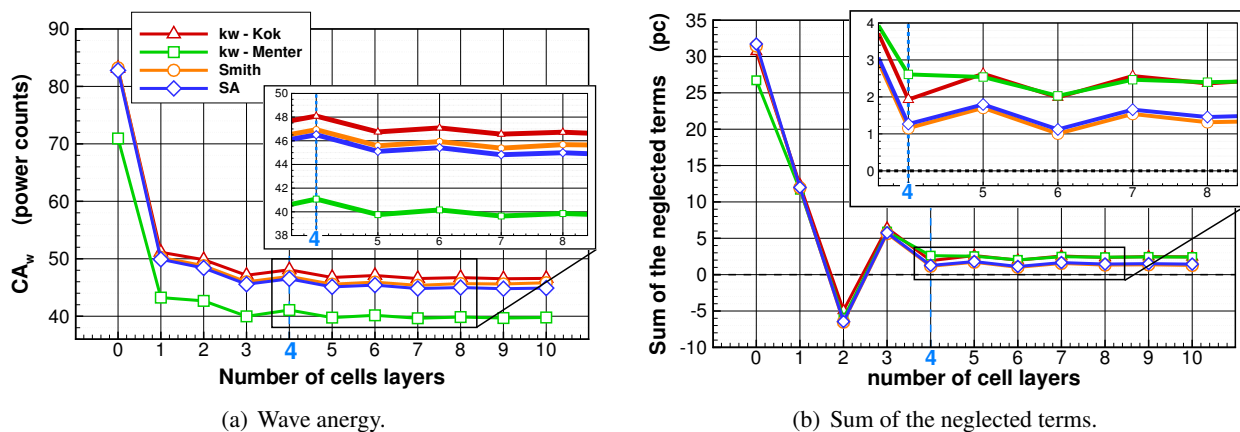 90
80
70
60
50
40
CA_w (power counts)
kw - Kok
kw - Menter
Smith
SA
50
48
46
44
42
40
38
4 5 6 7 8
0 1 2 3 4 5 6 7 8 9 10
Number of cells layers
(a) Wave anergy.
35
30
25
20
15
10
5
0
-5
-10
Sum of the neglected terms (pc)
4
3
2
1
0
4 5 6 7 8
0 1 2 3 4 5 6 7 8 9 10
number of cell layers
(b) Sum of the neglected terms.